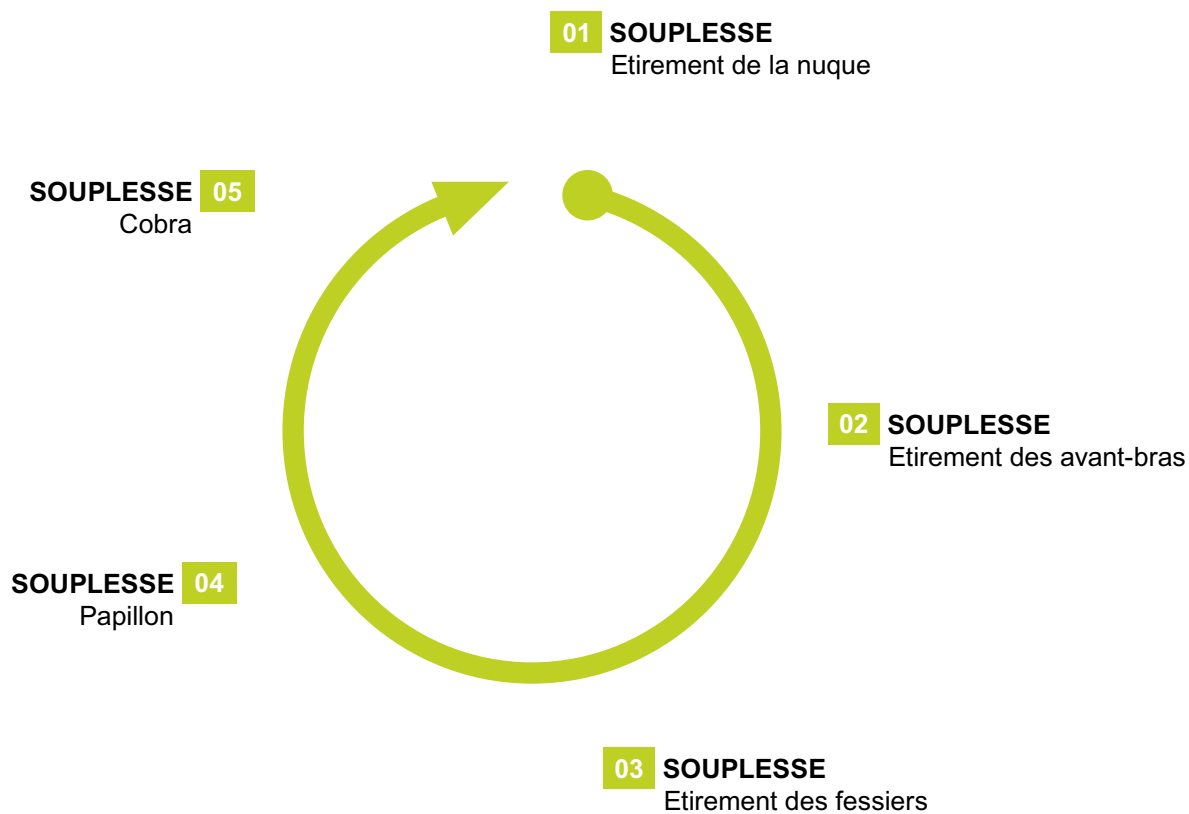 01 SOUPLESSE
Etirement de la nuque
SOUPLESSE 05
Cobra
02 SOUPLESSE
Etirement des avant-bras
SOUPLESSE 04
Papillon
03 SOUPLESSE
Etirement des fessiers